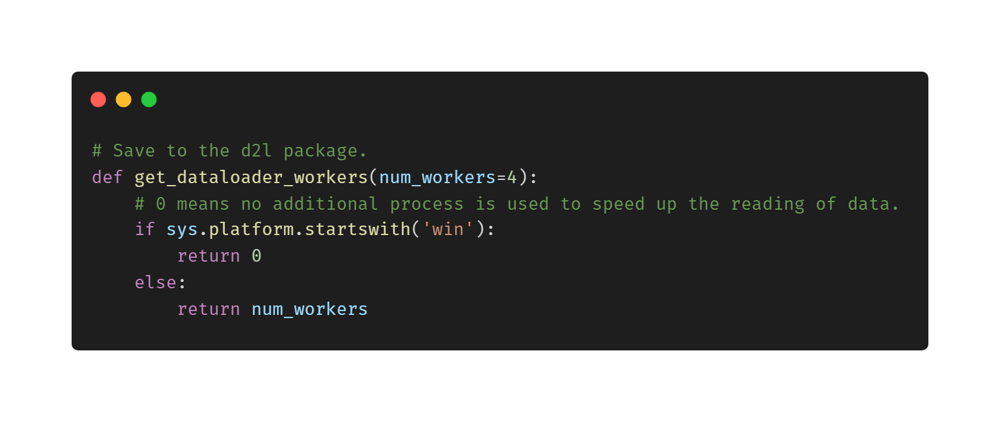 # Save to the d2l package.
def get_dataloader_workers(num_workers=4):
    # 0 means no additional process is used to speed up the reading of data.
    if sys.platform.startswith('win'):
        return 0
    else:
        return num_workers